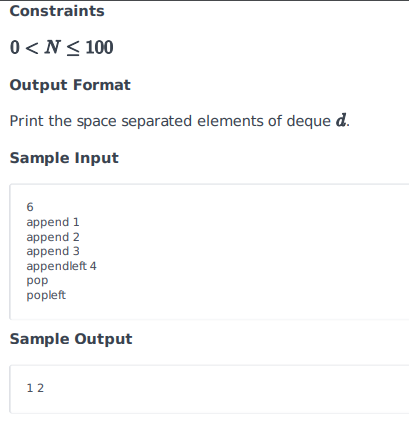 Constraints
0 < N ≤ 100
Output Format
Print the space separated elements of deque d.
Sample Input
6
append 1
append 2
append 3
appendleft 4
pop
popleft
Sample Output
1 2